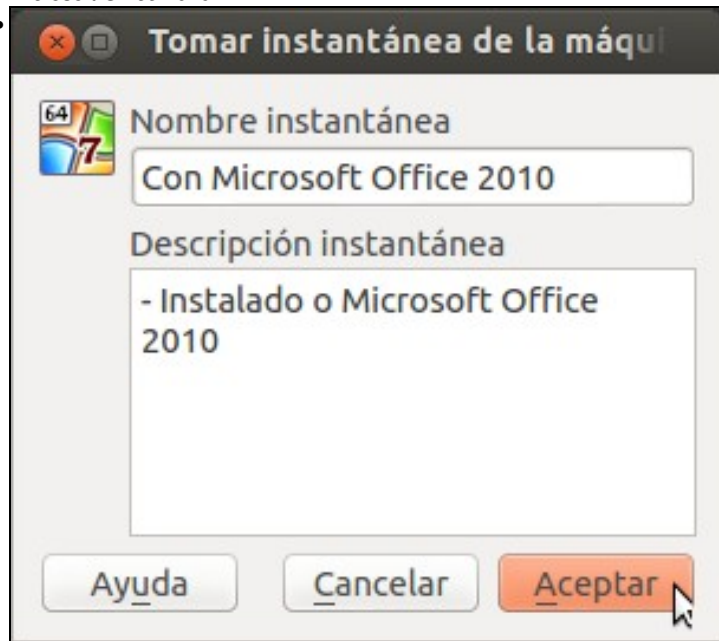 Tomar instantánea de la máqui
64
7
Nombre instantánea
Con Microsoft Office 2010
Descripción instantánea
- Instalado o Microsoft Office
2010
Ayuda
Cancelar
Aceptar